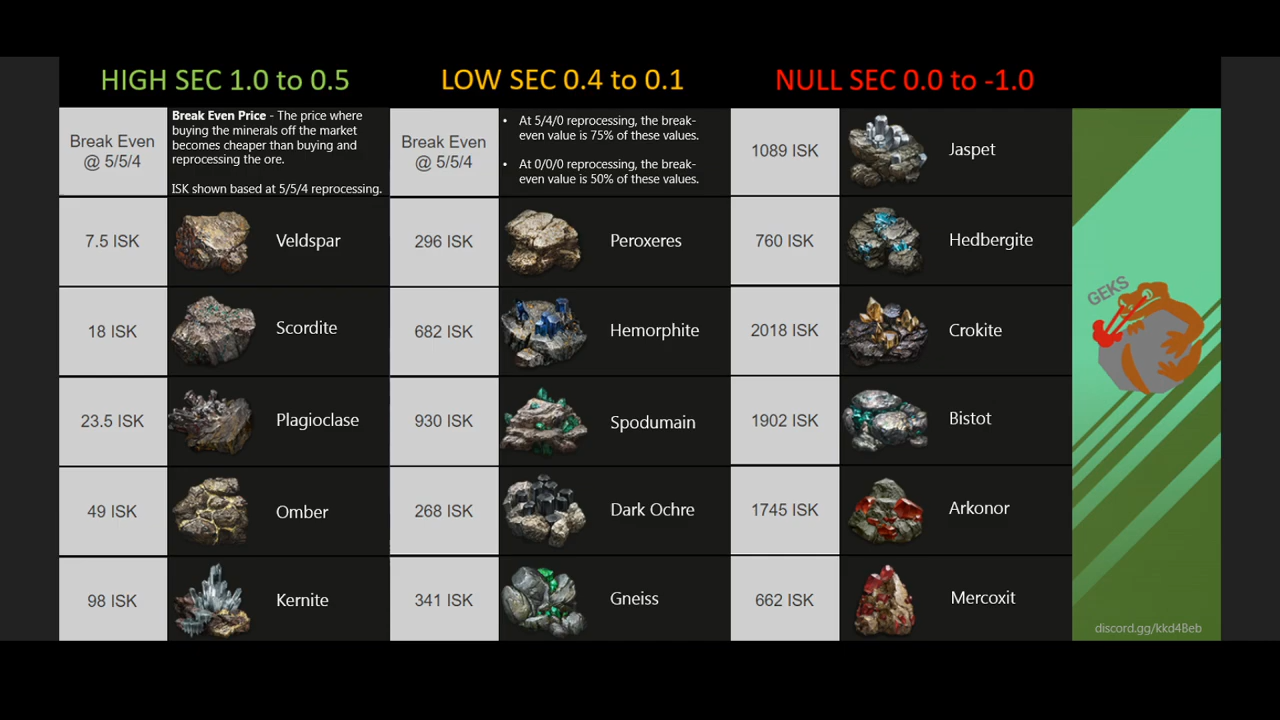 HIGH SEC 1.0 to 0.5
LOW SEC 0.4 to 0.1
NULL SEC 0.0 to -1.0
Break Even
@ 5/5/4
Break Even Price - The price where
buying the minerals off the market
becomes cheaper than buying and
reprocessing the ore.
ISK shown based at 5/5/4 reprocessing.
Break Even
@ 5/5/4
• At 5/4/0 reprocessing, the break-
even value is 75% of these values.
• At 0/0/0 reprocessing, the break-
even value is 50% of these values.
1089 ISK
Jaspet
7.5 ISK
Veldspar
296 ISK
Peroxeres
760 ISK
Hedbergite
18 ISK
Scordite
682 ISK
Hemorphite
2018 ISK
Crokite
23.5 ISK
Plagioclase
930 ISK
Spodumain
1902 ISK
Bistot
49 ISK
Omber
268 ISK
Dark Ochre
1745 ISK
Arkonor
98 ISK
Kernite
341 ISK
Gneiss
662 ISK
Mercoxit
GEKS
discord.gg/kkd4Beb